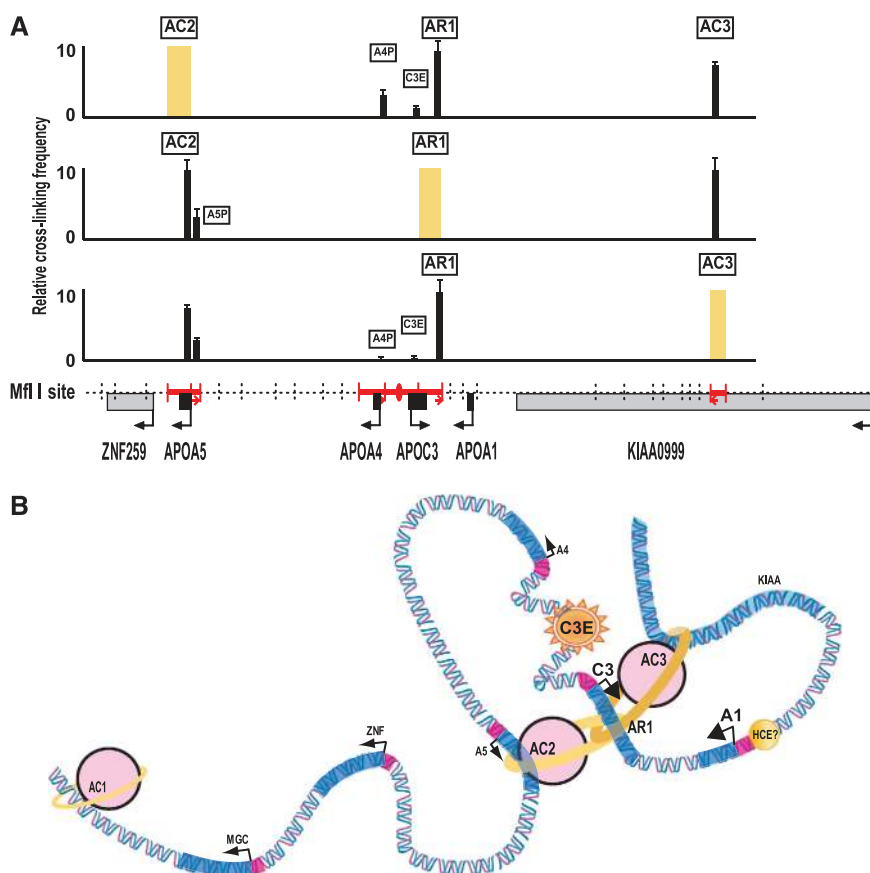 A
AC2
AR1
AC3
A4P
C3E
10
0
AC2
AR1
A5P
10
0
AR1
AC3
C3E
A4P
10
0
Relative cross-linking frequency
Mfl I site
ZNF259
APOA5
APOA4
APOC3
APOA1
KIAA0999
B
A4
KIAA
C3E
AC3
C3
A1
AR1
HCE?
ZNF
A5
AC2
AC1
MGC